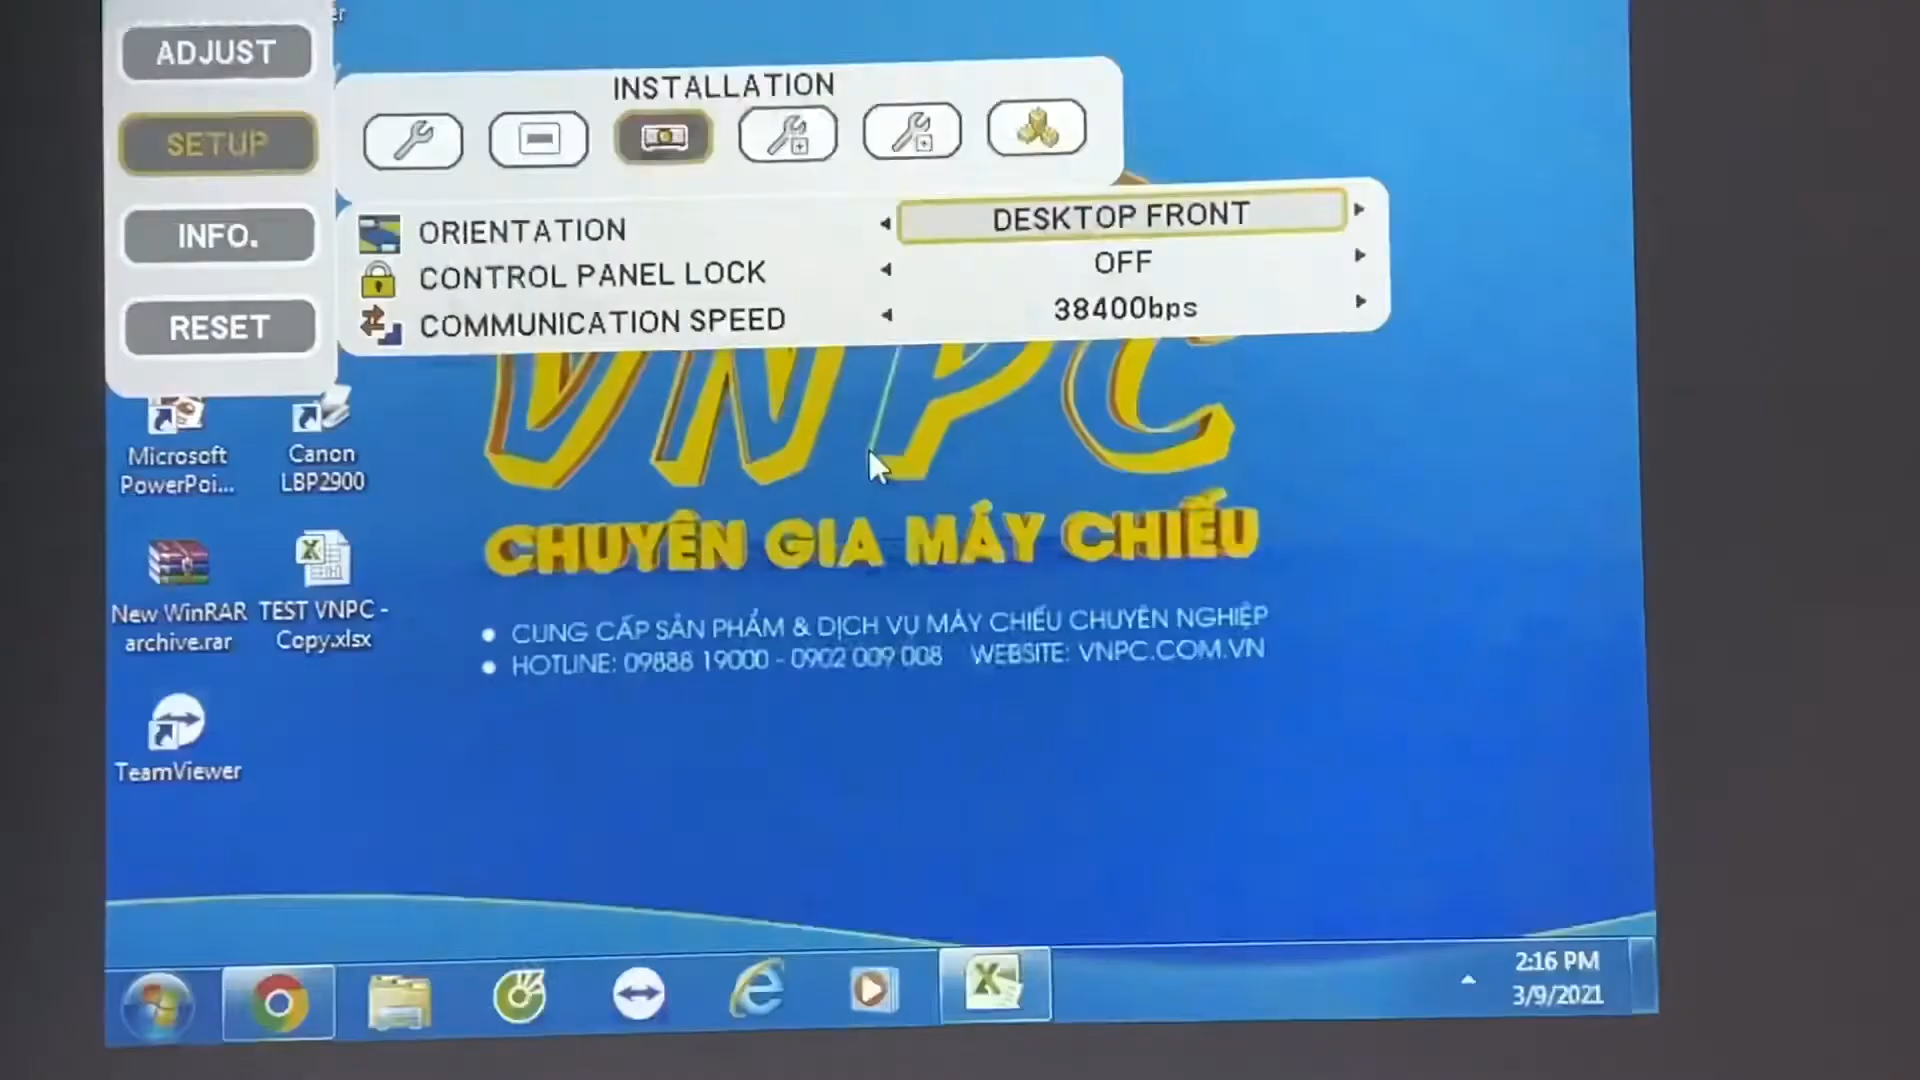 ADJUST
SETUP
INFO.
RESET
INSTALLATION
ORIENTATION DESKTOP FRONT
CONTROL PANEL LOCK OFF
COMMUNICATION SPEED 38400bps
VNPC
CHUYÊN GIA MÁY CHIẾU
CUNG CẤP SẢN PHẨM & DỊCH VỤ MÁY CHIẾU CHUYÊN NGHIỆP
HOTLINE: 09888 19000 - 0902 009 008 WEBSITE: VNPC.COM.VN
Microsoft
PowerPoi...
Canon
LBP2900
New WinRAR
archive.rar
TEST VNPC -
Copy.xlsx
TeamViewer
2:16 PM
3/9/2021